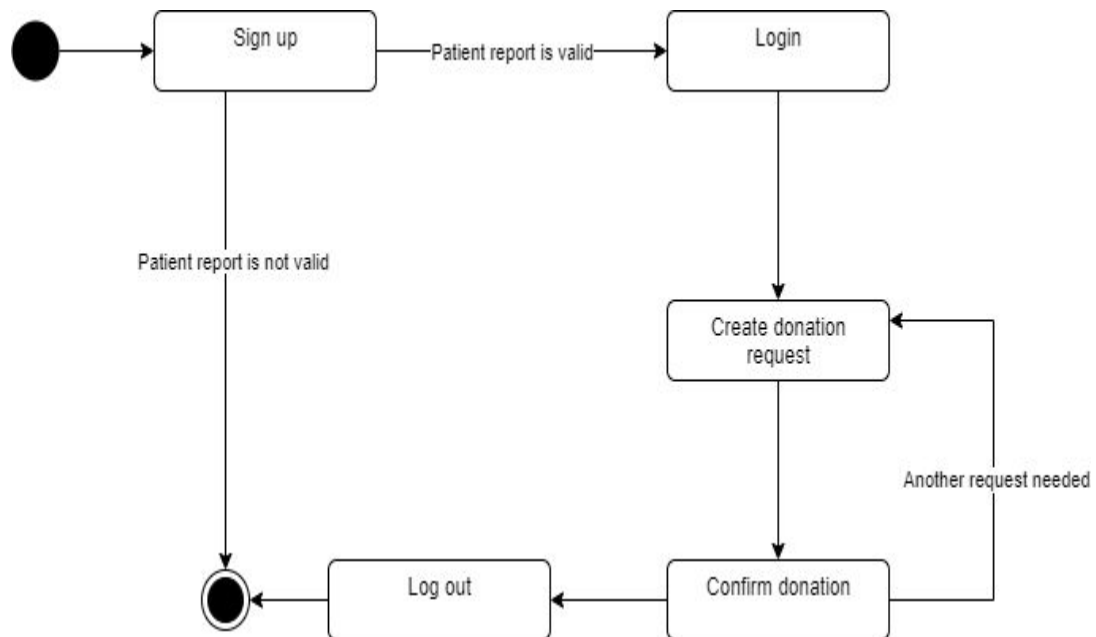 Sign up
Patient report is valid
Login
Patient report is not valid
Create donation
request
Another request needed
Log out
Confirm donation